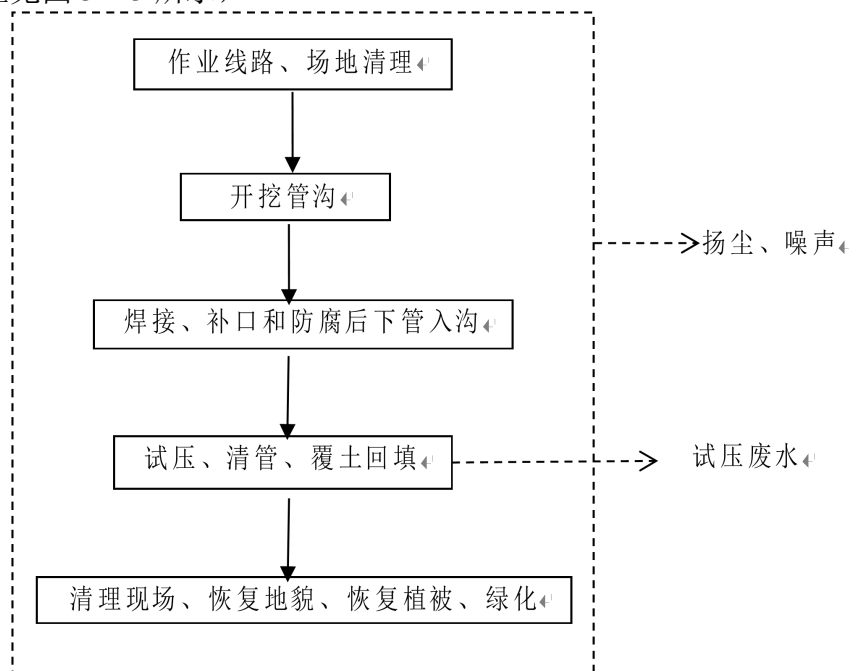 作业线路、场地清理
开挖管沟
扬尘、噪声
焊接、补口和防腐后下管入沟
试压、清管、覆土回填
试压废水
清理现场、恢复地貌、恢复植被、绿化